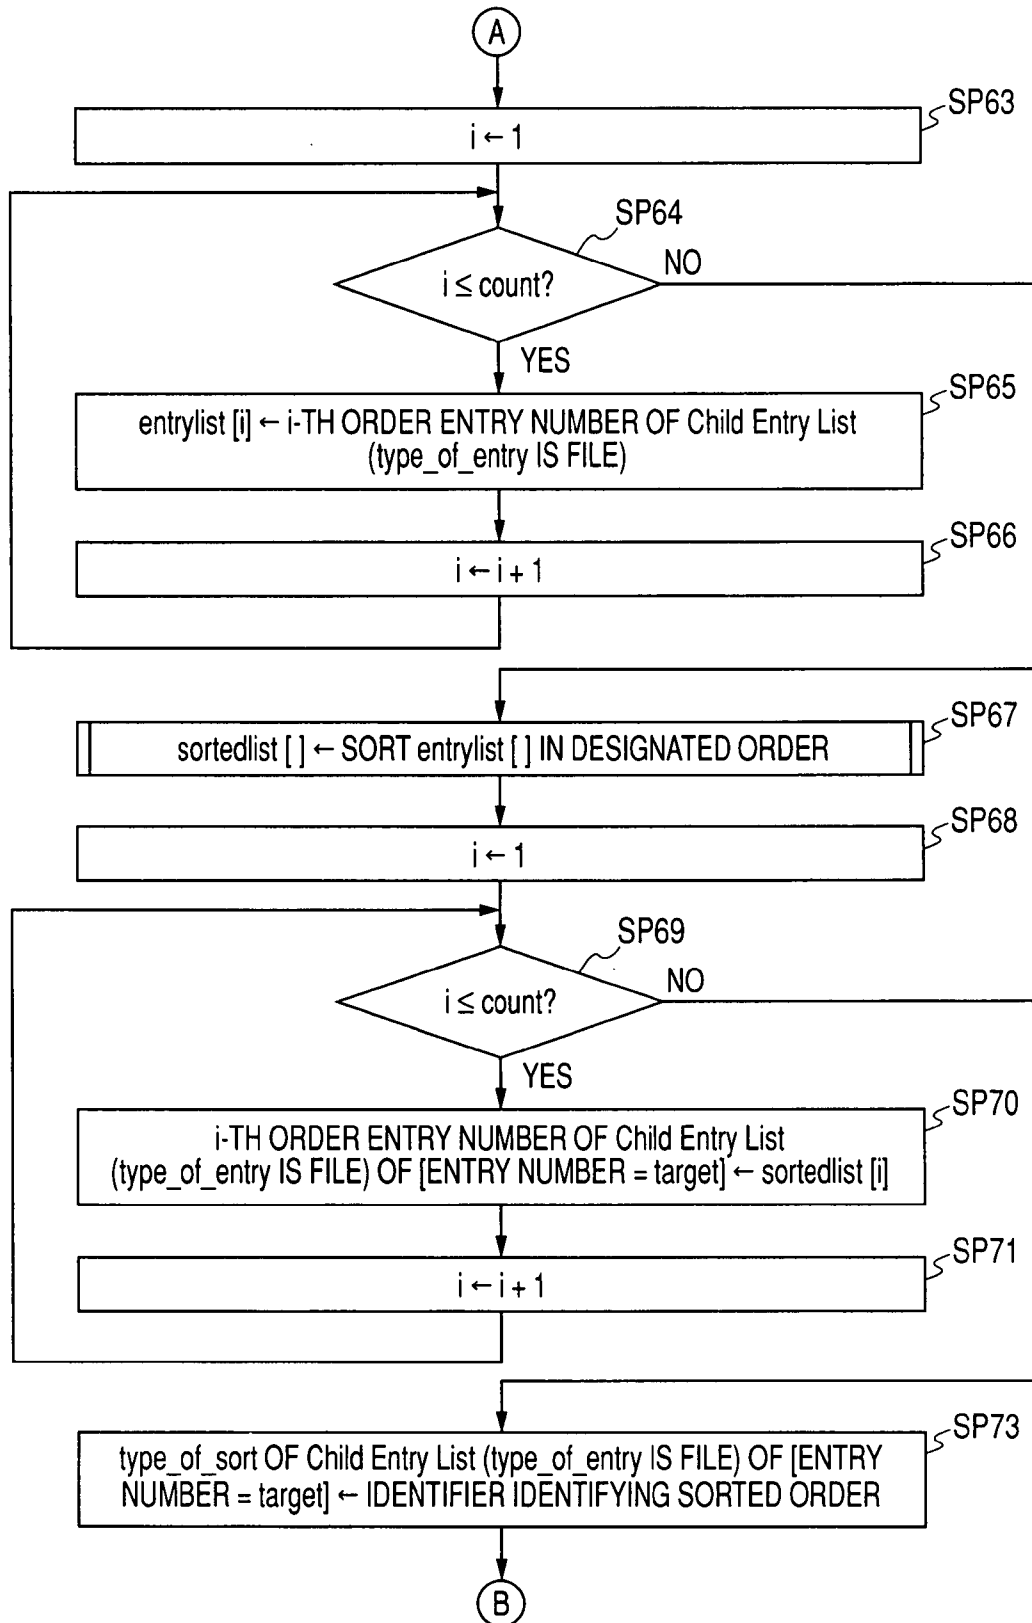 A
SP63
i ← 1
SP64
i ≤ count?
NO
YES
SP65
entrylist [i] ← i-TH ORDER ENTRY NUMBER OF Child Entry List
(type_of_entry IS FILE)
SP66
i ← i + 1
SP67
sortedlist [ ] ← SORT entrylist [ ] IN DESIGNATED ORDER
SP68
i ← 1
SP69
i ≤ count?
NO
YES
SP70
i-TH ORDER ENTRY NUMBER OF Child Entry List
(type_of_entry IS FILE) OF [ENTRY NUMBER = target] ← sortedlist [i]
SP71
i ← i + 1
SP73
type_of_sort OF Child Entry List (type_of_entry IS FILE) OF [ENTRY
NUMBER = target] ← IDENTIFIER IDENTIFYING SORTED ORDER
B